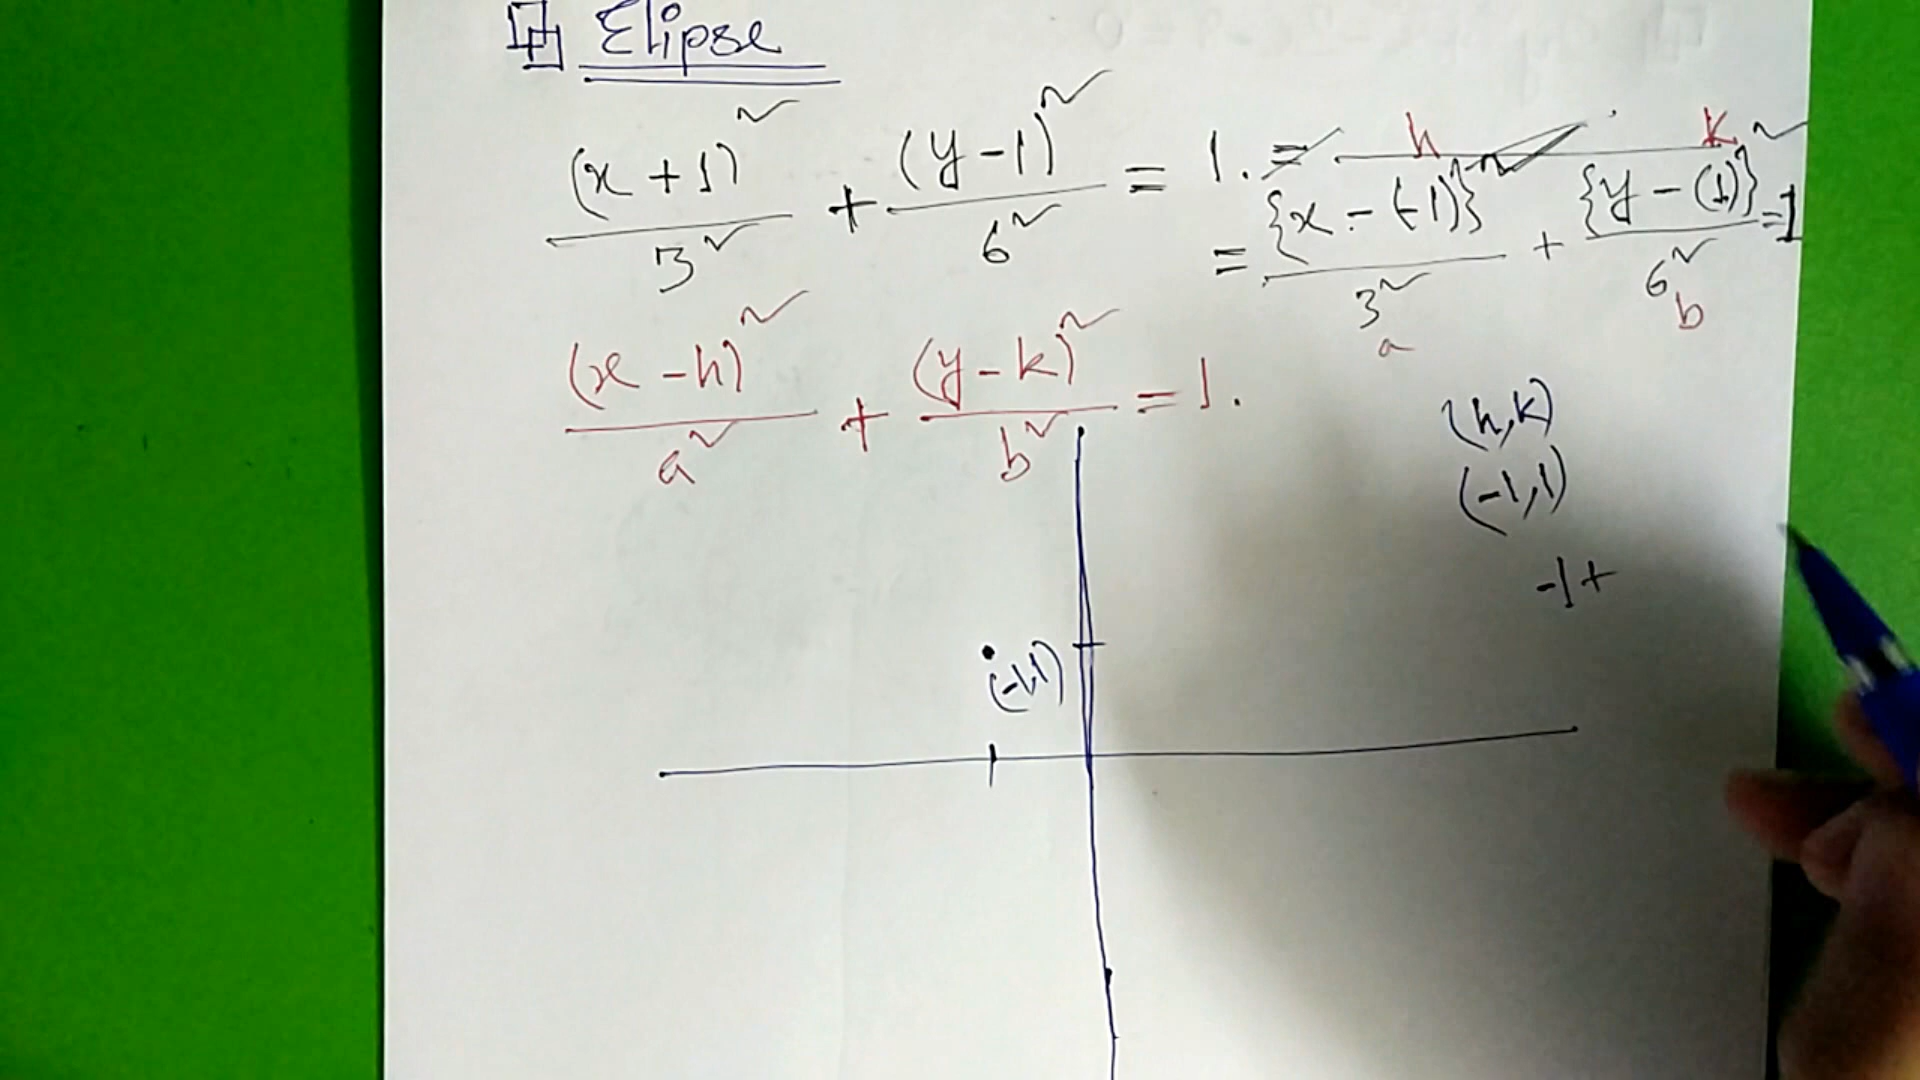 Elipse
(x+1)²/3² + (y-1)²/6² = 1. =
h k
= {x-(-1)}²/3² + {y-(1)}²/6² = 1
a b
(x-h)²/a² + (y-k)²/b² = 1.
(h,k)
(-1,1)
-1+
(-1,1)